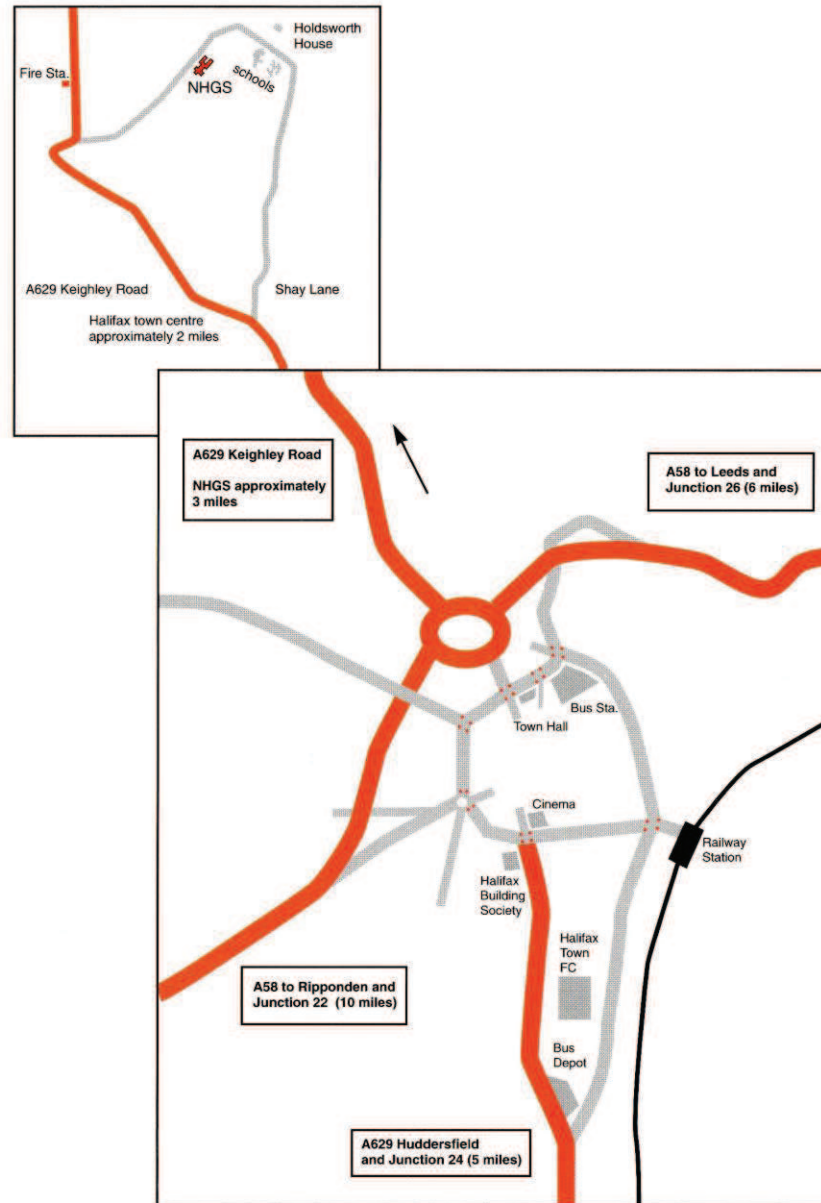 Holdsworth
House
Fire Sta.
schools
NHGS
A629 Keighley Road
Shay Lane
Halifax town centre
approximately 2 miles
A629 Keighley Road
NHGS approximately
3 miles
A58 to Leeds and
Junction 26 (6 miles)
Bus Sta.
Town Hall
Cinema
Railway
Station
Halifax
Building
Society
Halifax
Town
FC
A58 to Ripponden and
Junction 22 (10 miles)
Bus
Depot
A629 Huddersfield
and Junction 24 (5 miles)